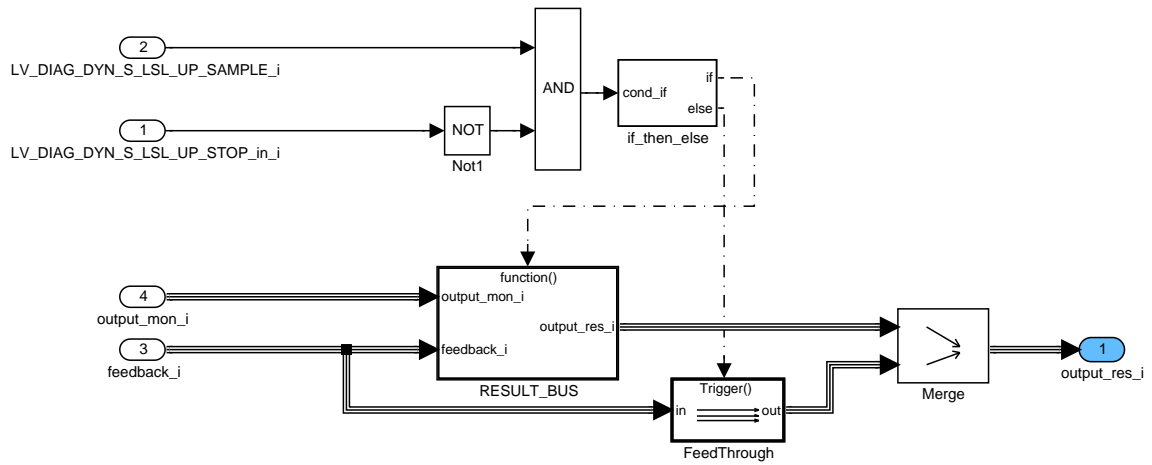 2
LV_DIAG_DYN_S_LSL_UP_SAMPLE_i
1
LV_DIAG_DYN_S_LSL_UP_STOP_in_i
NOT
Not1
AND
cond_if
if
else
if_then_else
4
output_mon_i
3
feedback_i
function()
output_mon_i
output_res_i
feedback_i
RESULT_BUS
Trigger()
in
out
FeedThrough
Merge
1
output_res_i